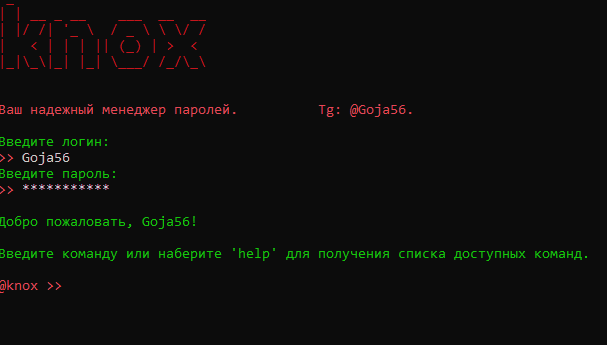 knox
Ваш надежный менеджер паролей. Tg: @Goja56.
Введите логин:
>> Goja56
Введите пароль:
>> ***********
Добро пожаловать, Goja56!
Введите команду или наберите 'help' для получения списка доступных команд.
@knox >>